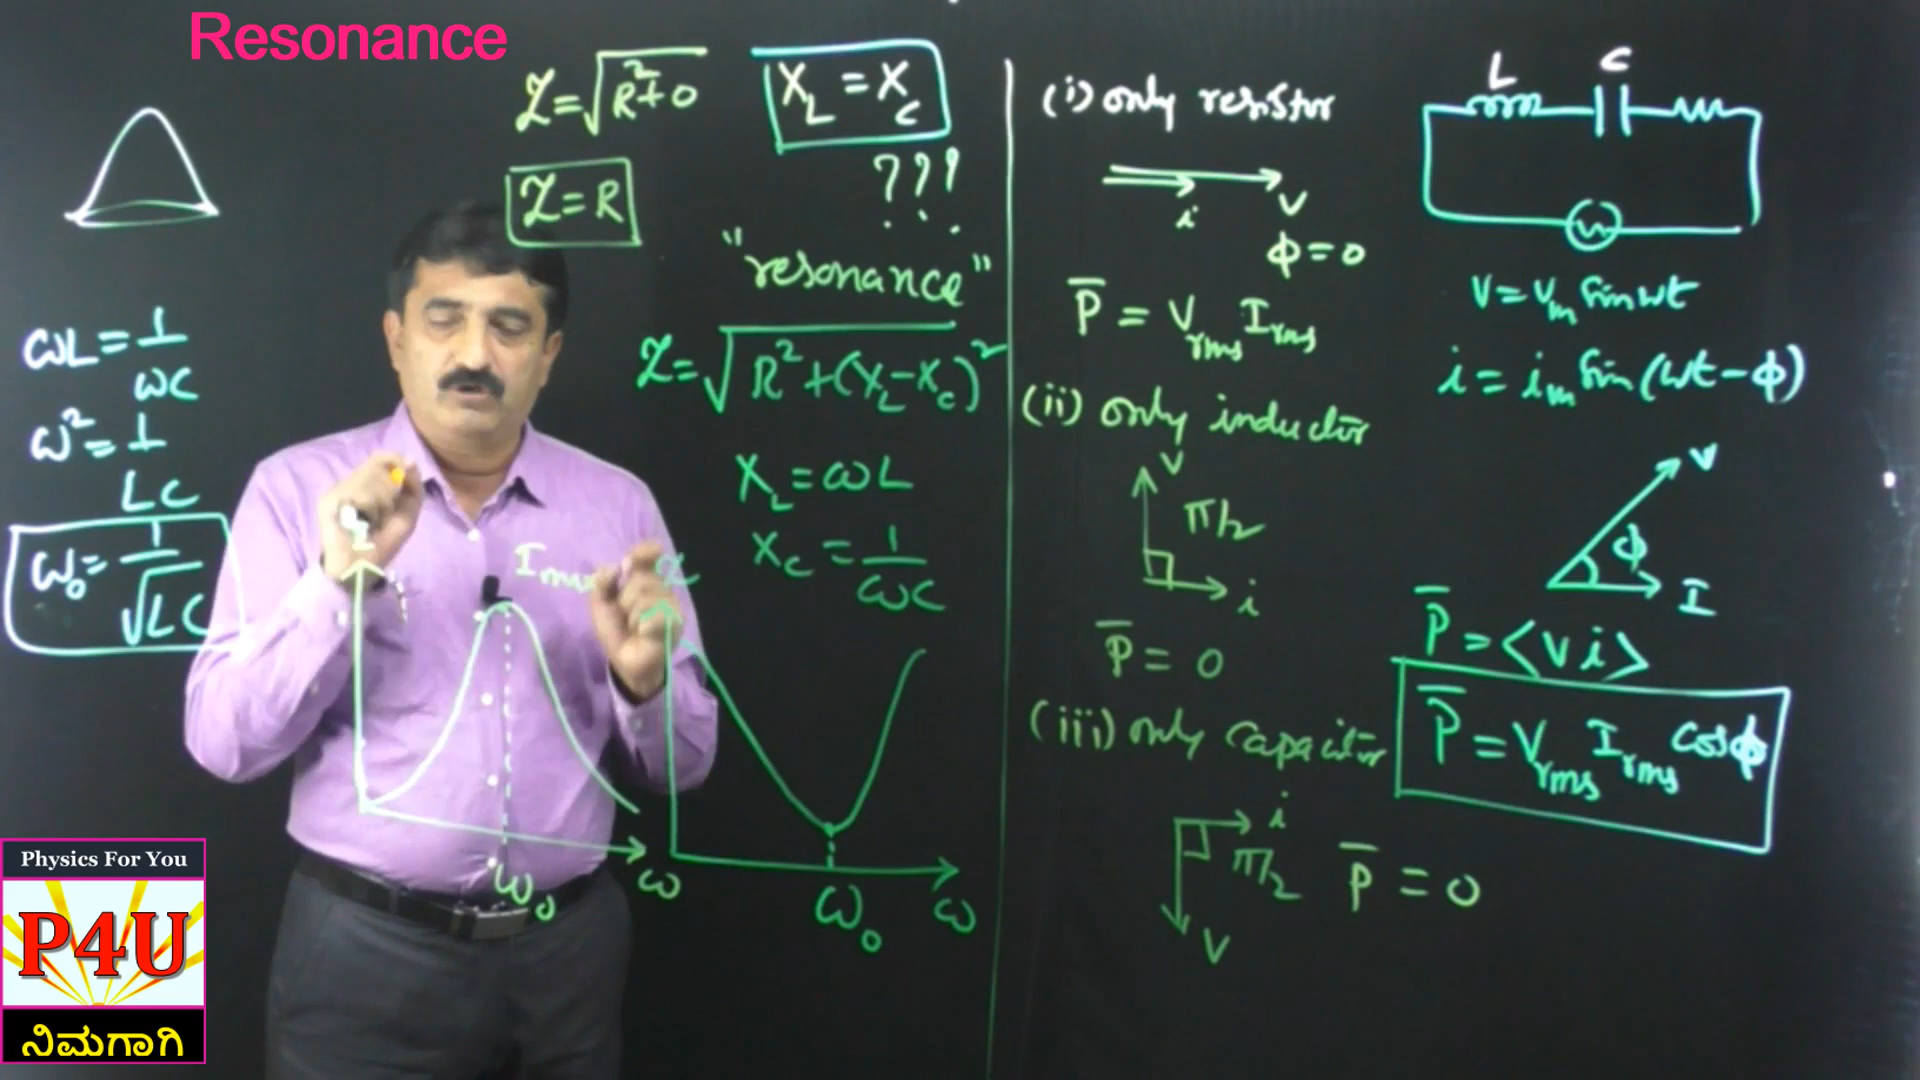 Resonance
Z = √R²+0
X_L = X_C
???
Z = R
"resonance"
Z = √R²+(X_L-X_C)²
X_L = ωL
X_C = 1/ωC
ωL = 1/ωC
ω² = 1/LC
ω₀ = 1/√LC
ω₀
ω
Z
ω₀
ω
(i) only resistor
V
i
Φ = 0
P̅ = V_rms I_rms
(ii) only inductor
V
π/2
i
P̅ = 0
(iii) only capacitor
i
π/2
V
P̅ = 0
L
C
V = V_m Sin ωt
i = i_m Sin(ωt - Φ)
V
Φ
I
P̅ = <Vi>
P̅ = V_rms I_rms cosΦ
Physics For You
P4U
ನಿಮಗಾಗಿ